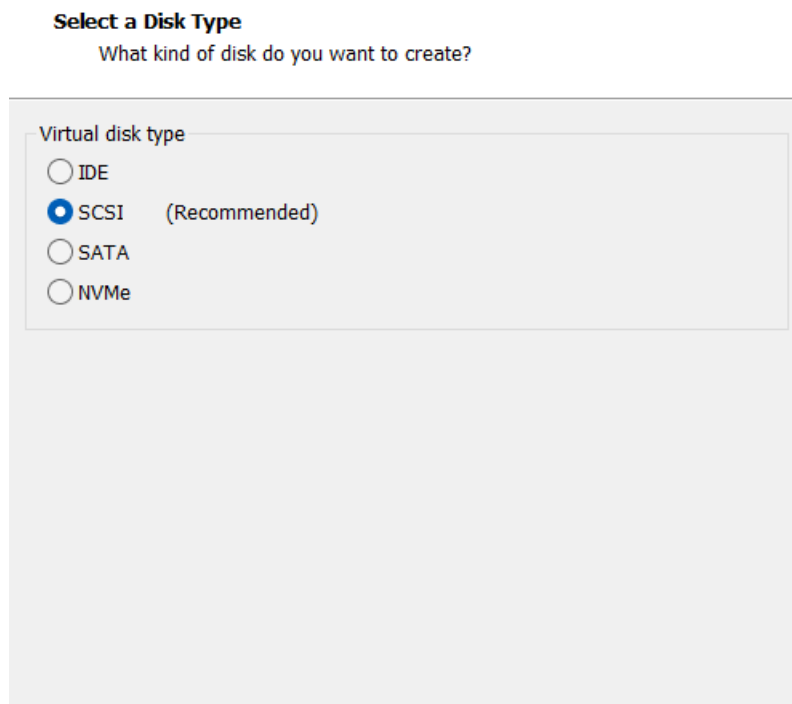 Select a Disk Type
What kind of disk do you want to create?
Virtual disk type
IDE
SCSI (Recommended)
SATA
NVMe